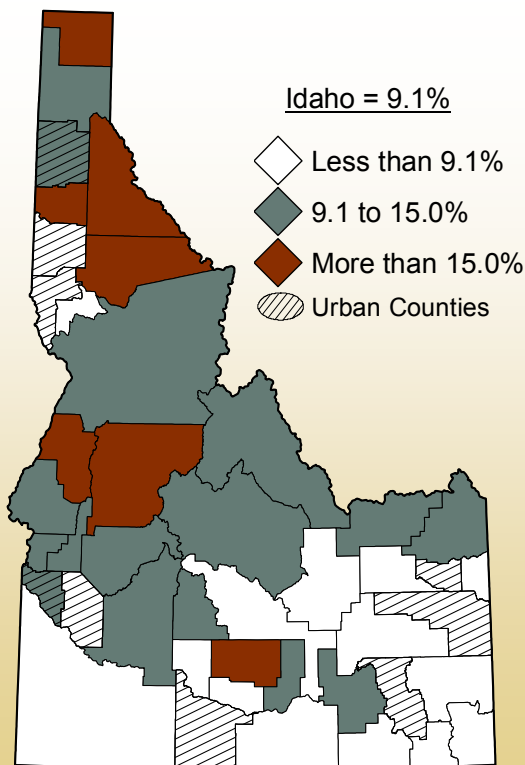 Idaho = 9.1%
Less than 9.1%
9.1 to 15.0%
More than 15.0%
Urban Counties